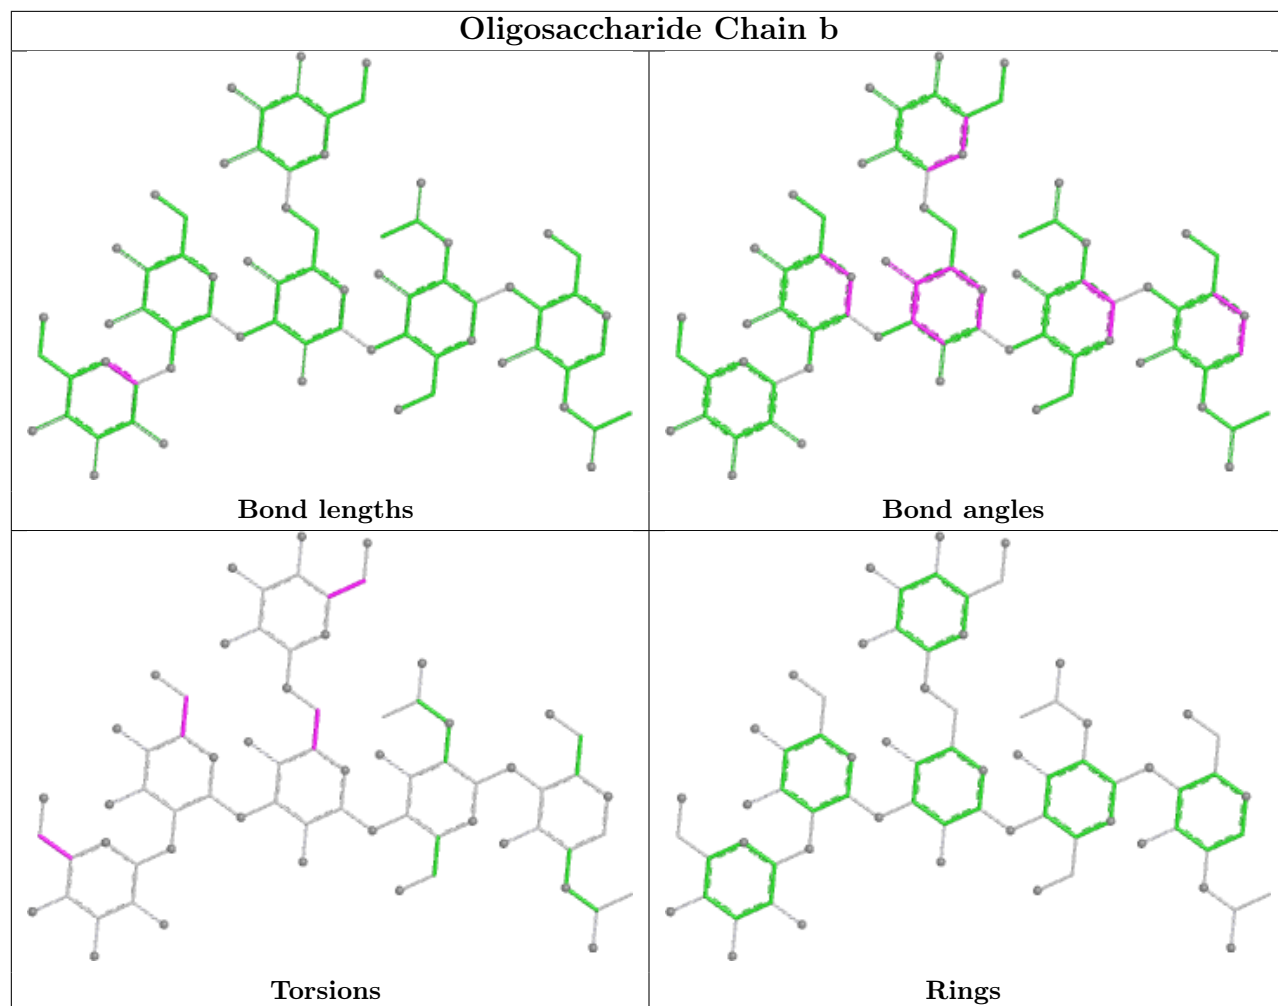 Oligosaccharide Chain b
Bond lengths
Bond angles
Torsions
Rings